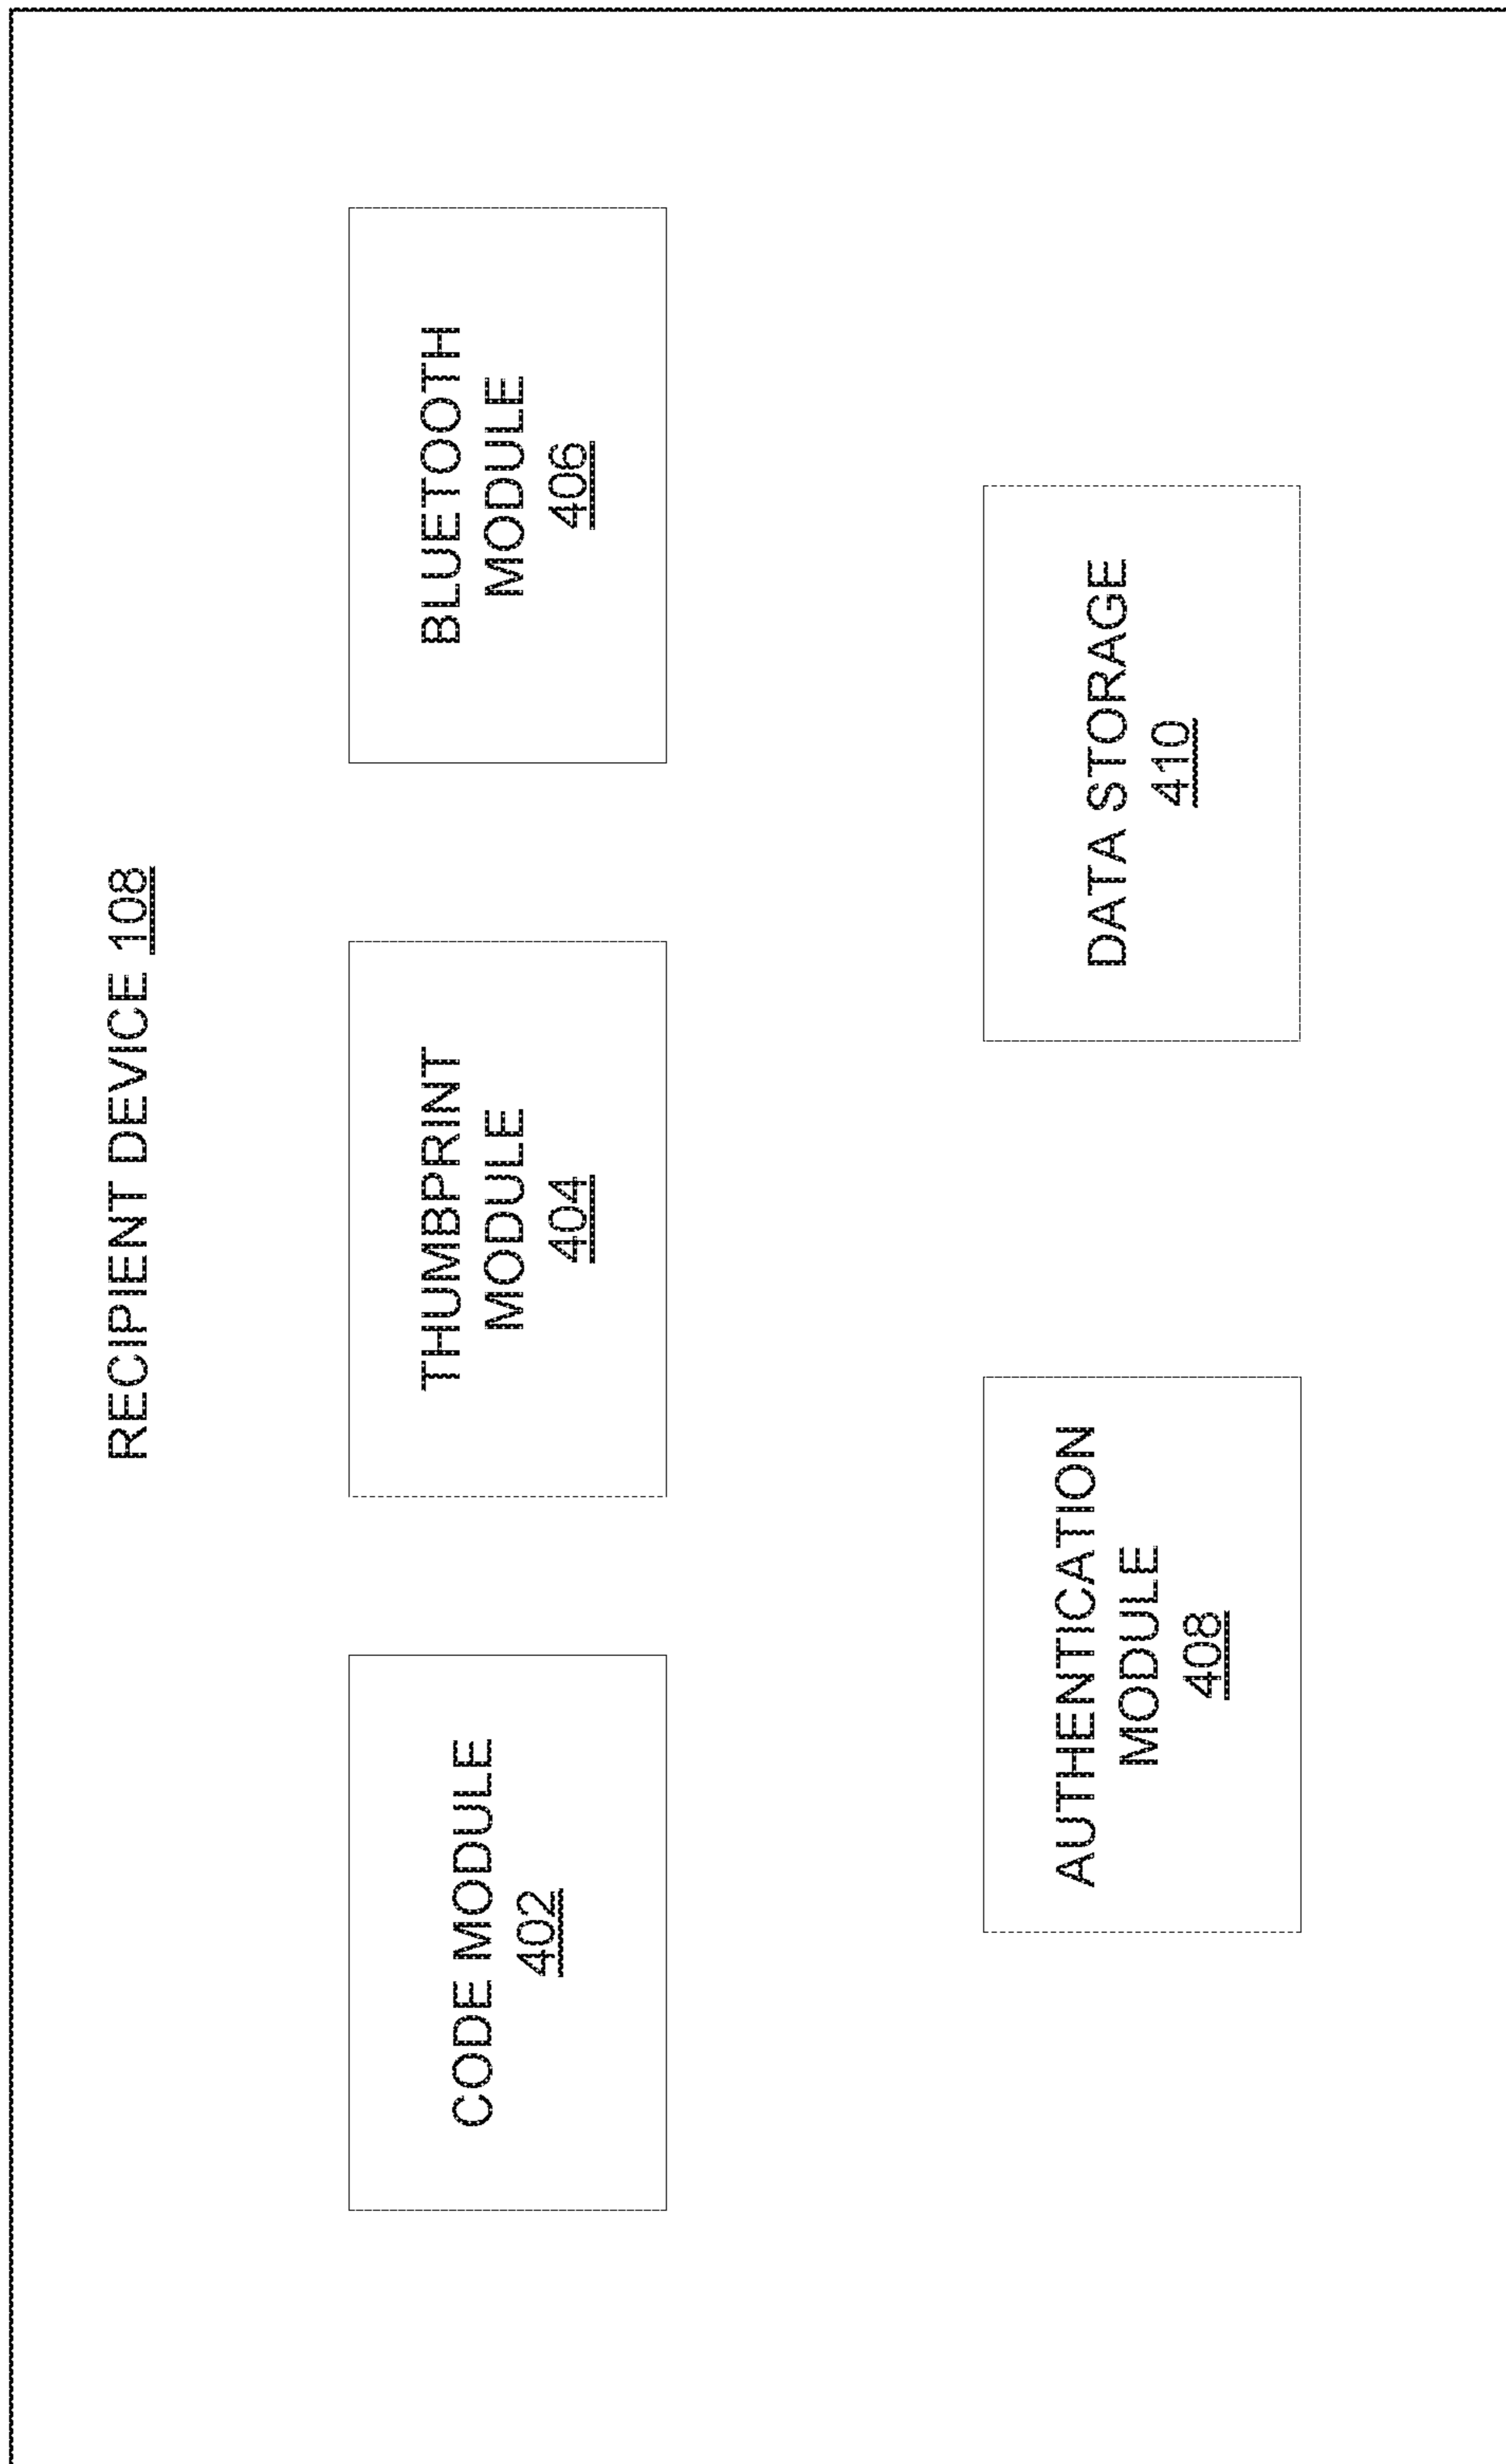 RECIPIENT DEVICE 108
CODE MODULE
402
THUMBPRINT
MODULE
404
BLUETOOTH
MODULE
406
AUTHENTICATION
MODULE
408
DATA STORAGE
410